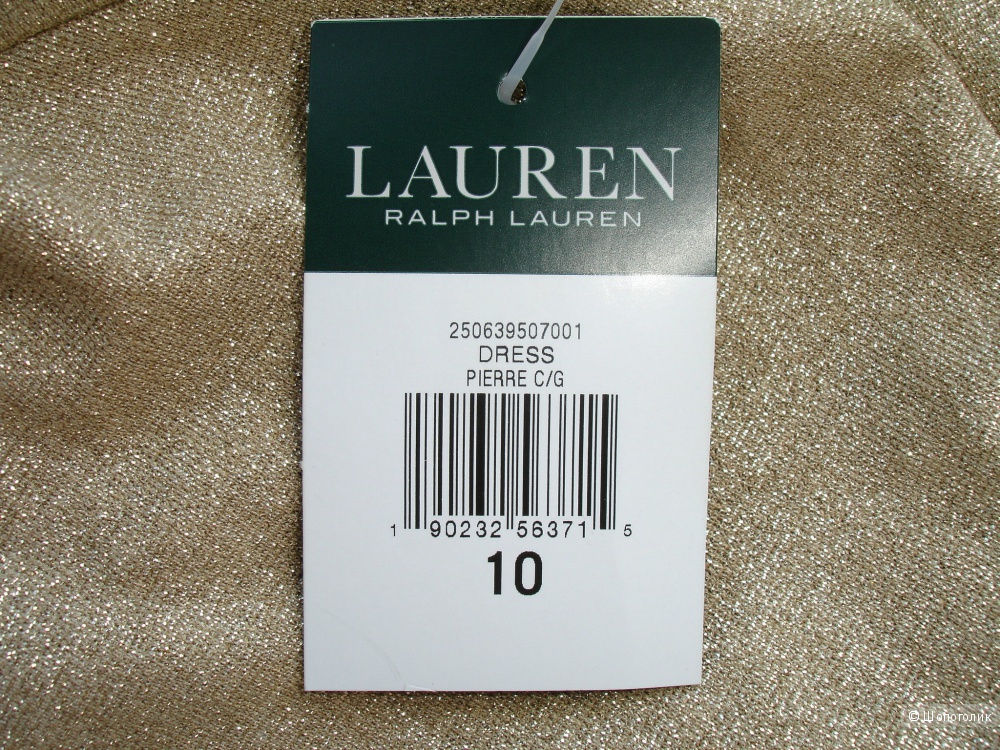 LAUREN
RALPH LAUREN
250639507001
DRESS
PIERRE C/G
1 90232 56371 5
10
© Шопоголик